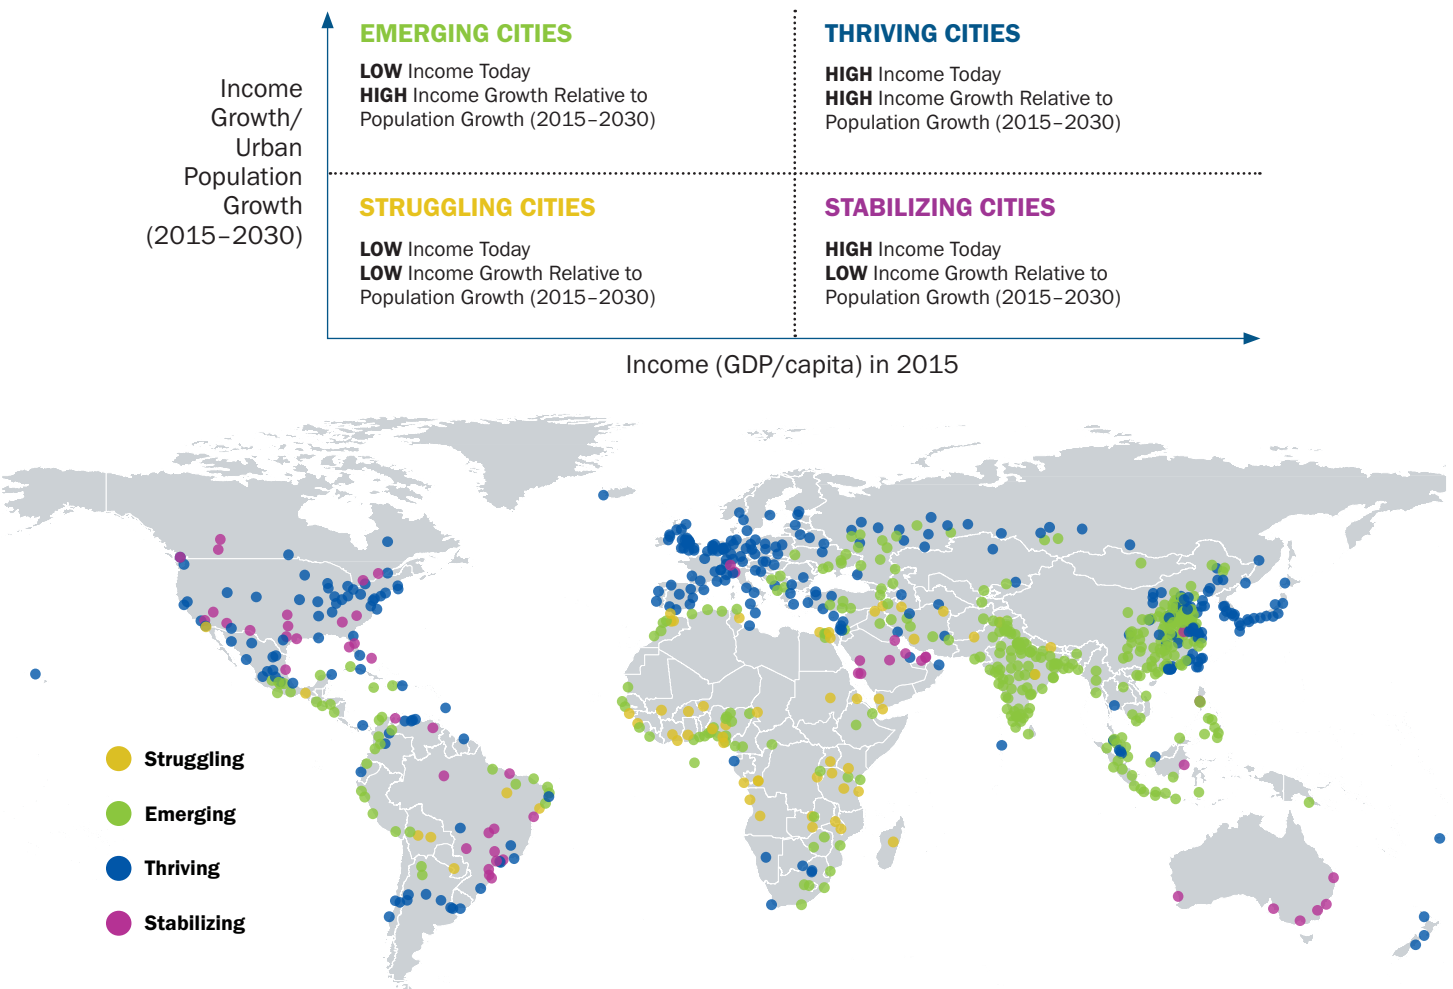 Income
Growth/
Urban
Population
Growth
(2015–2030)
EMERGING CITIES
LOW Income Today
HIGH Income Growth Relative to
Population Growth (2015–2030)
THRIVING CITIES
HIGH Income Today
HIGH Income Growth Relative to
Population Growth (2015–2030)
STRUGGLING CITIES
LOW Income Today
LOW Income Growth Relative to
Population Growth (2015–2030)
STABILIZING CITIES
HIGH Income Today
LOW Income Growth Relative to
Population Growth (2015–2030)
Income (GDP/capita) in 2015
Struggling
Emerging
Thriving
Stabilizing